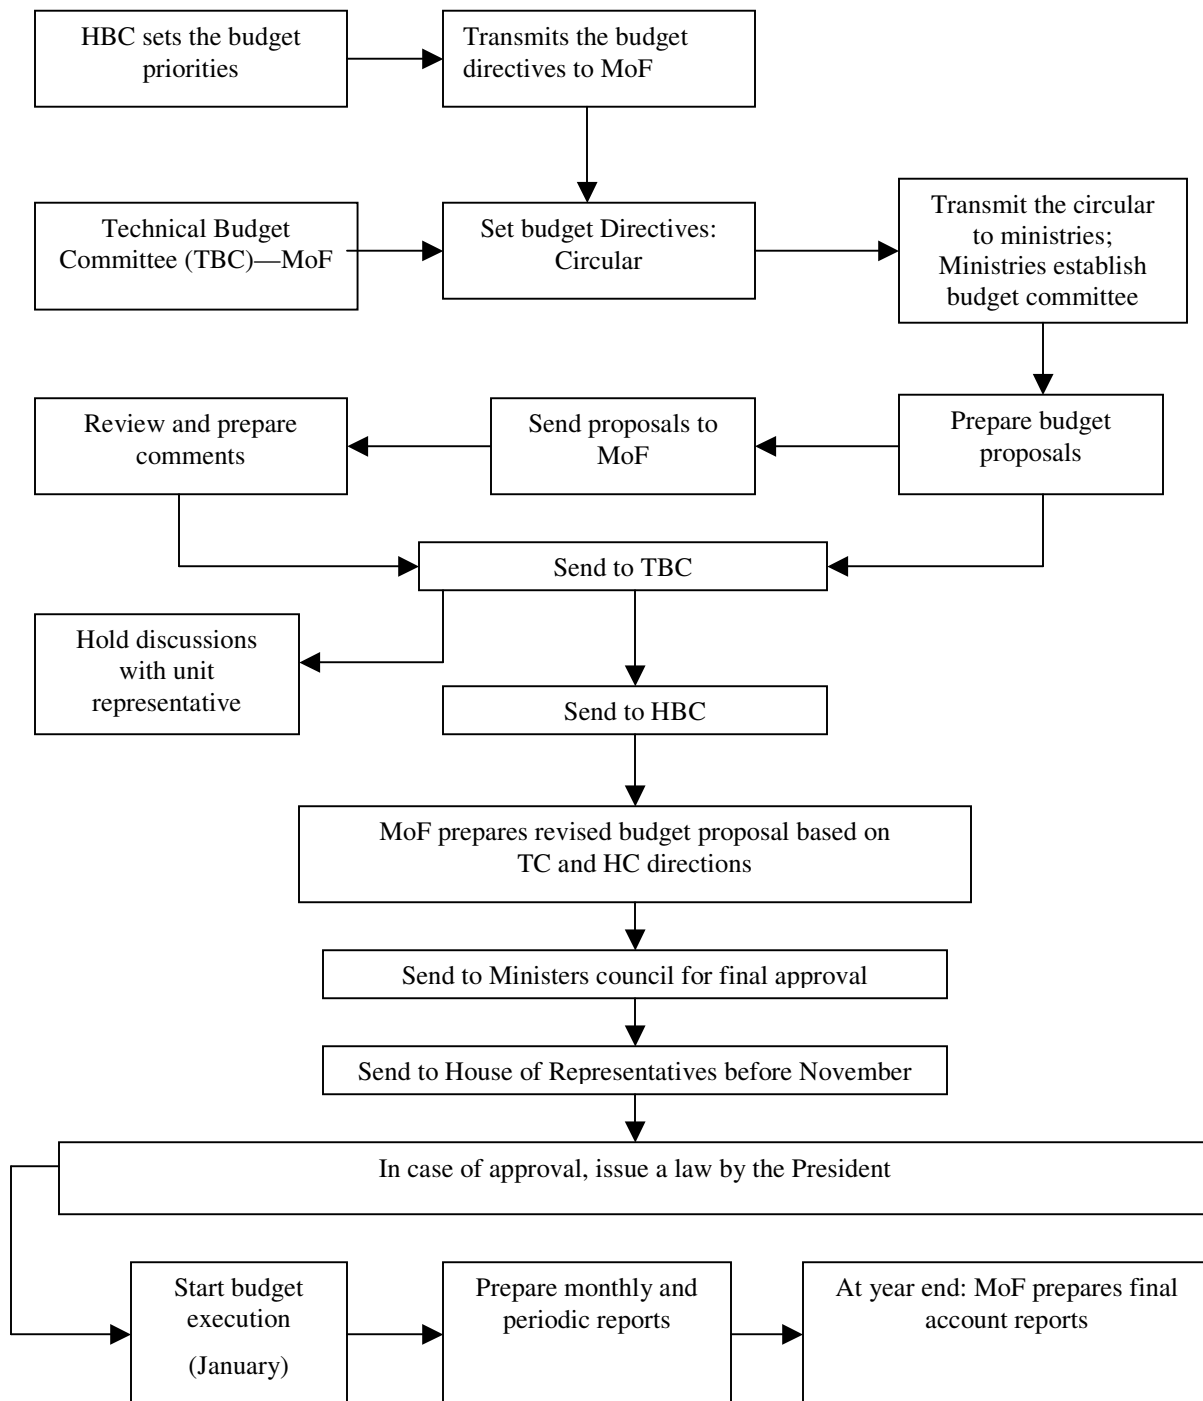 HBC sets the budget
priorities
Transmits the budget
directives to MoF
Technical Budget
Committee (TBC)—MoF
Set budget Directives:
Circular
Transmit the circular
to ministries;
Ministries establish
budget committee
Review and prepare
comments
Send proposals to
MoF
Prepare budget
proposals
Send to TBC
Hold discussions
with unit
representative
Send to HBC
MoF prepares revised budget proposal based on
TC and HC directions
Send to Ministers council for final approval
Send to House of Representatives before November
In case of approval, issue a law by the President
Start budget
execution
(January)
Prepare monthly and
periodic reports
At year end: MoF prepares final
account reports